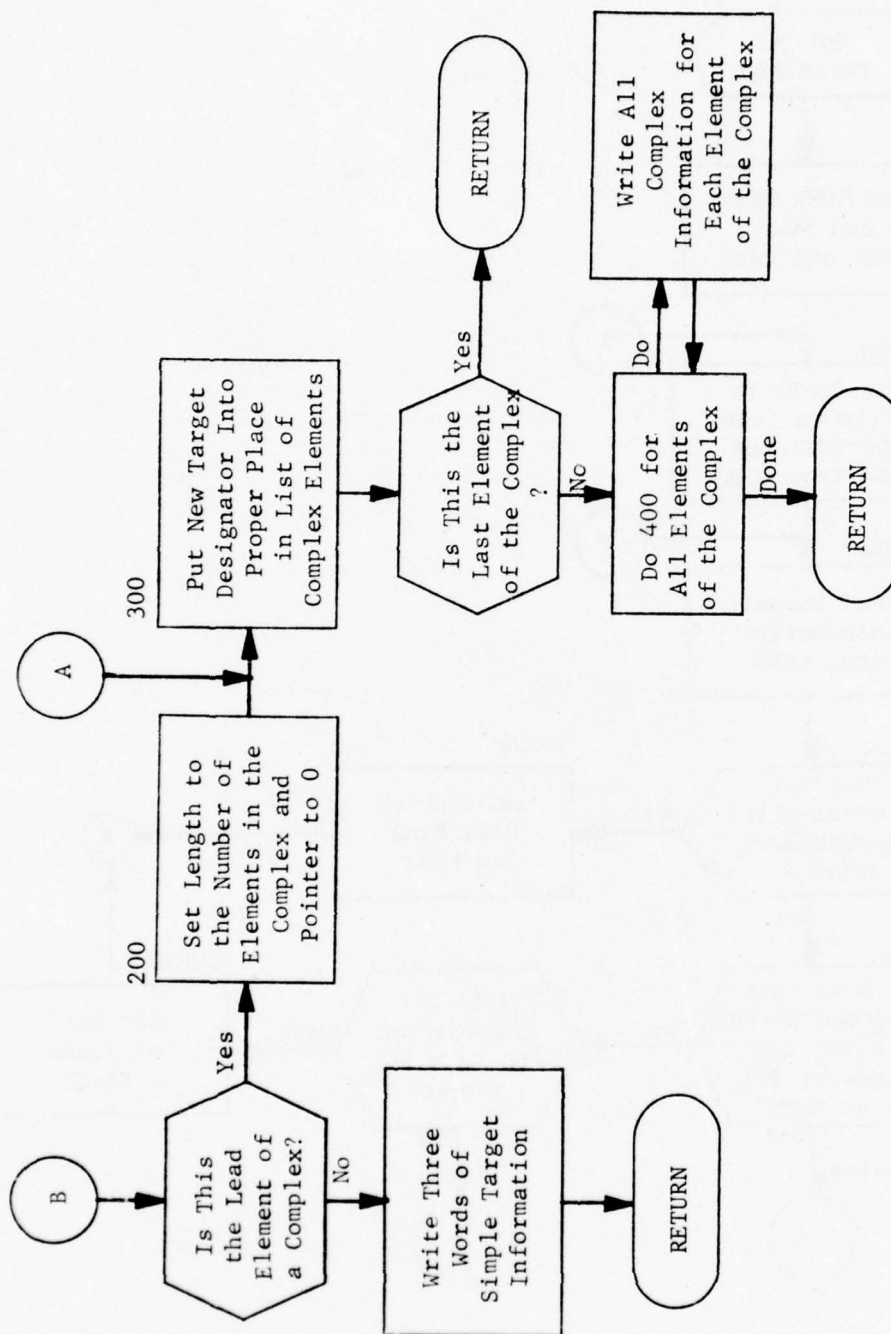 B
Is This
the Lead
Element of
a Complex?
Yes
No
Write Three
Words of
Simple Target
Information
RETURN
200
Set Length to
the Number of
Elements in the
Complex and
Pointer to 0
A
300
Put New Target
Designator Into
Proper Place
in List of
Complex Elements
Is This the
Last Element
of the Complex
?
Yes
RETURN
No
Do 400 for
All Elements
of the Complex
Do
Write All
Complex
Information for
Each Element
of the Complex
Done
RETURN